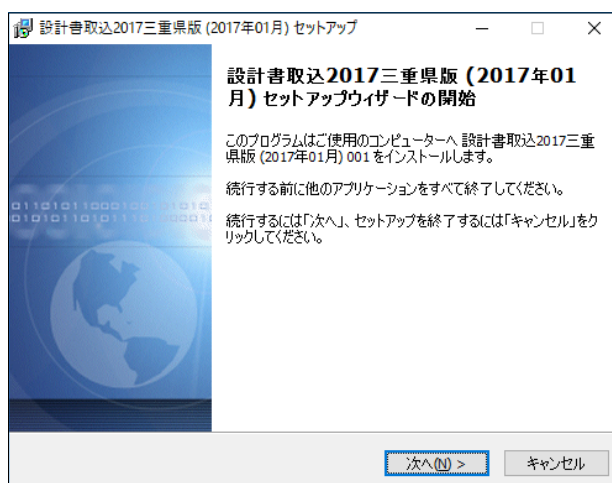 設計書取込2017三重県版 (2017年01月) セットアップ
設計書取込2017三重県版 (2017年01
月) セットアップウィザードの開始
このプログラムはご使用のコンピューターへ 設計書取込2017三重
県版 (2017年01月) 001 をインストールします。
続行する前に他のアプリケーションをすべて終了してください。
続行するには「次へ」、セットアップを終了するには「キャンセル」をク
リックしてください。
次へ(N) >
キャンセル